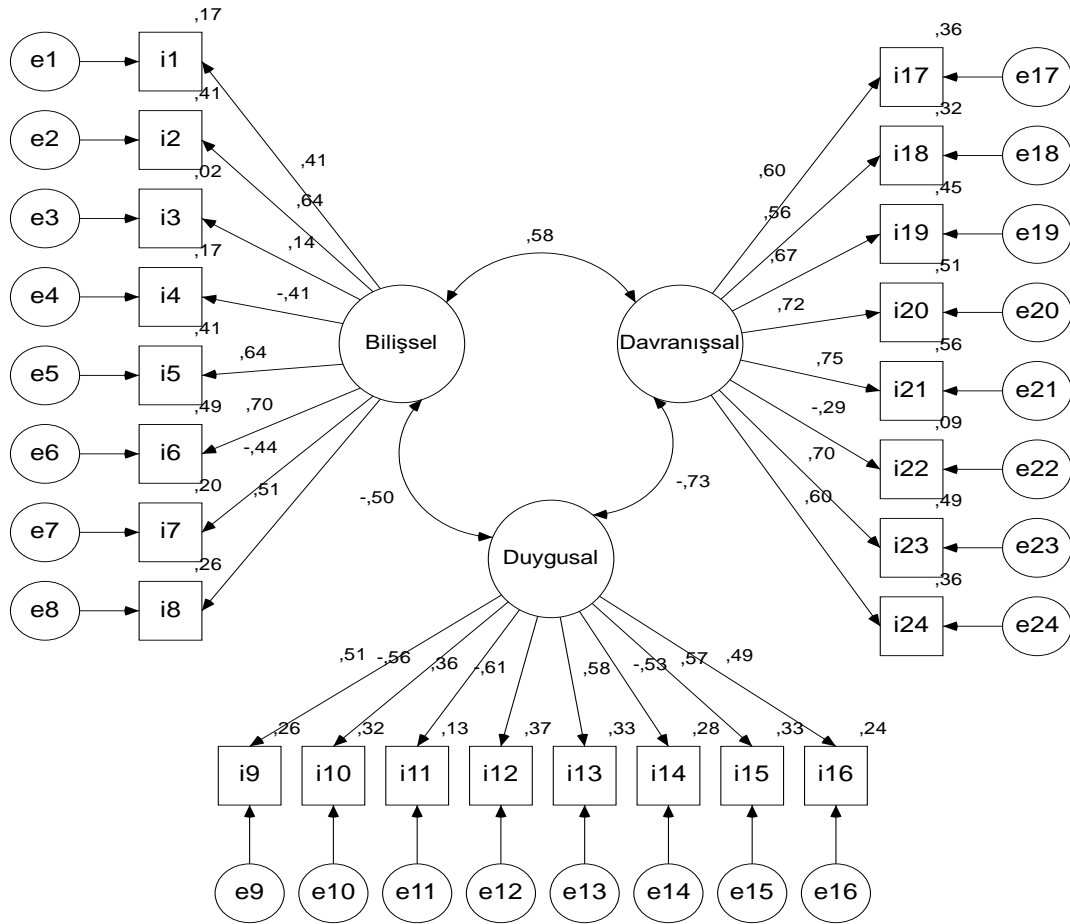 ,17
e1 i1
,41
e2 i2
,02
e3 i3
,17
e4 i4
,41
e5 i5
,49
e6 i6
,20
e7 i7
,26
e8 i8
,41
,64
,14
-,41
,64
,70
-,44
,51
Bilişsel
,58
Davranışsal
-,50
-,73
Duygusal
,60
,56
,67
,72
,75
-,29
,70
,60
,36
i17 e17
,32
i18 e18
,45
i19 e19
,51
i20 e20
,56
i21 e21
,09
i22 e22
,49
i23 e23
,36
i24 e24
,51 -,56 ,36 -,61 ,58 -,53 ,57 ,49
,26 ,32 ,13 ,37 ,33 ,28 ,33 ,24
i9 i10 i11 i12 i13 i14 i15 i16
e9 e10 e11 e12 e13 e14 e15 e16